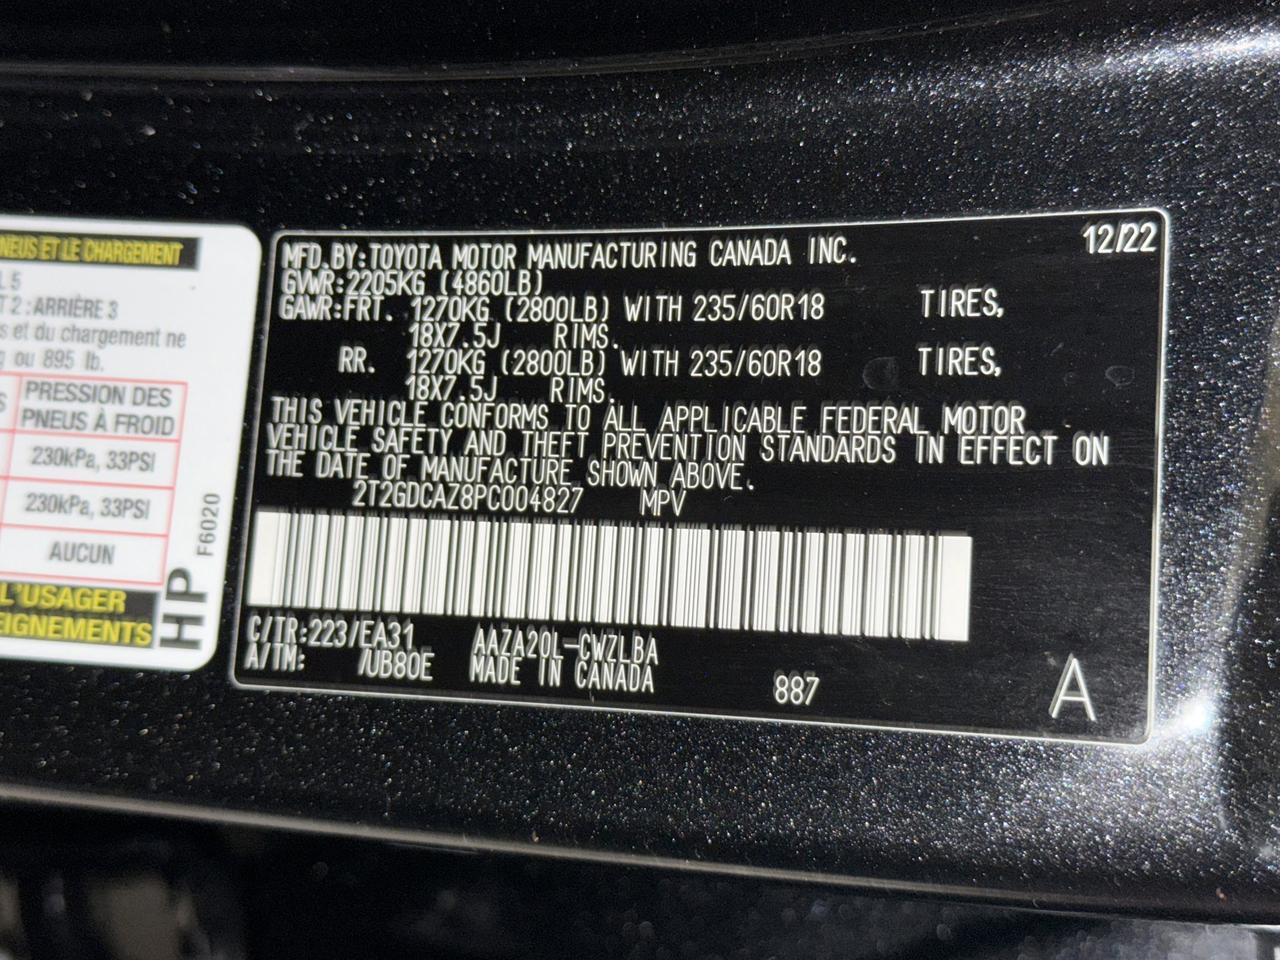 NEUS ET LE CHARGEMENT
L 5
T 2 : ARRIÈRE 3
s et du chargement ne
ou 895 lb.
S
PRESSION DES
PNEUS À FROID
230kPa, 33PSI
230kPa, 33PSI
AUCUN
L'USAGER
EIGNEMENTS
HP
F6020
12/22
MFD.BY:TOYOTA MOTOR MANUFACTURING CANADA INC.
GVWR:2205KG (4860LB)
GAWR:FRT. 1270KG (2800LB) WITH 235/60R18 TIRES,
18X7.5J RIMS.
RR. 1270KG (2800LB) WITH 235/60R18 TIRES,
18X7.5J RIMS.
THIS VEHICLE CONFORMS TO ALL APPLICABLE FEDERAL MOTOR
VEHICLE SAFETY AND THEFT PREVENTION STANDARDS IN EFFECT ON
THE DATE OF MANUFACTURE SHOWN ABOVE.
2T2GDCAZ8PC004827 MPV
C/TR:223/EA31 AAZA20L-CWZLBA
A/TM: /UB80E MADE IN CANADA
887
A